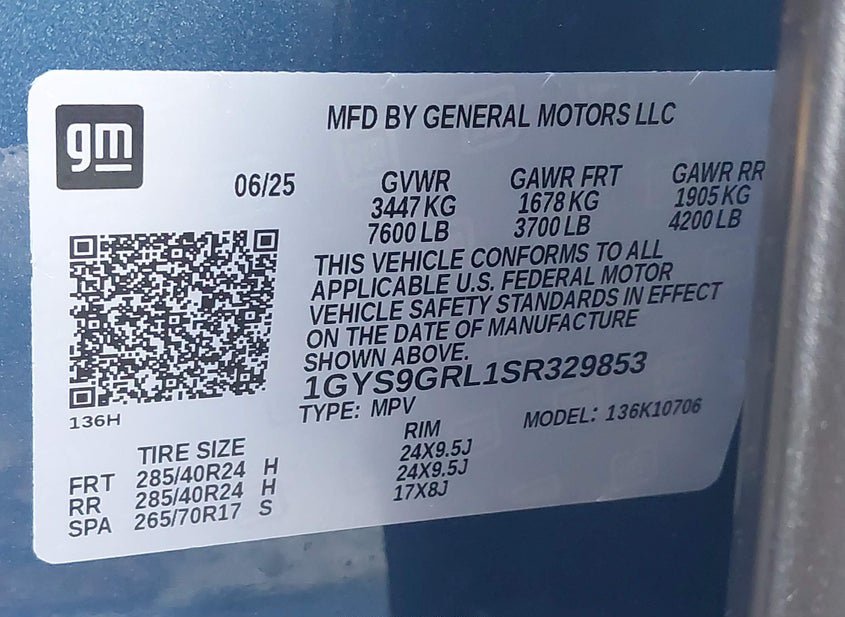 gm
MFD BY GENERAL MOTORS LLC
06/25 GVWR GAWR FRT GAWR RR
3447 KG 1678 KG 1905 KG
7600 LB 3700 LB 4200 LB
THIS VEHICLE CONFORMS TO ALL
APPLICABLE U.S. FEDERAL MOTOR
VEHICLE SAFETY STANDARDS IN EFFECT
ON THE DATE OF MANUFACTURE
SHOWN ABOVE.
1GYS9GRL1SR329853
136H
TYPE: MPV MODEL: 136K10706
TIRE SIZE RIM
FRT 285/40R24 H 24X9.5J
RR 285/40R24 H 24X9.5J
SPA 265/70R17 S 17X8J